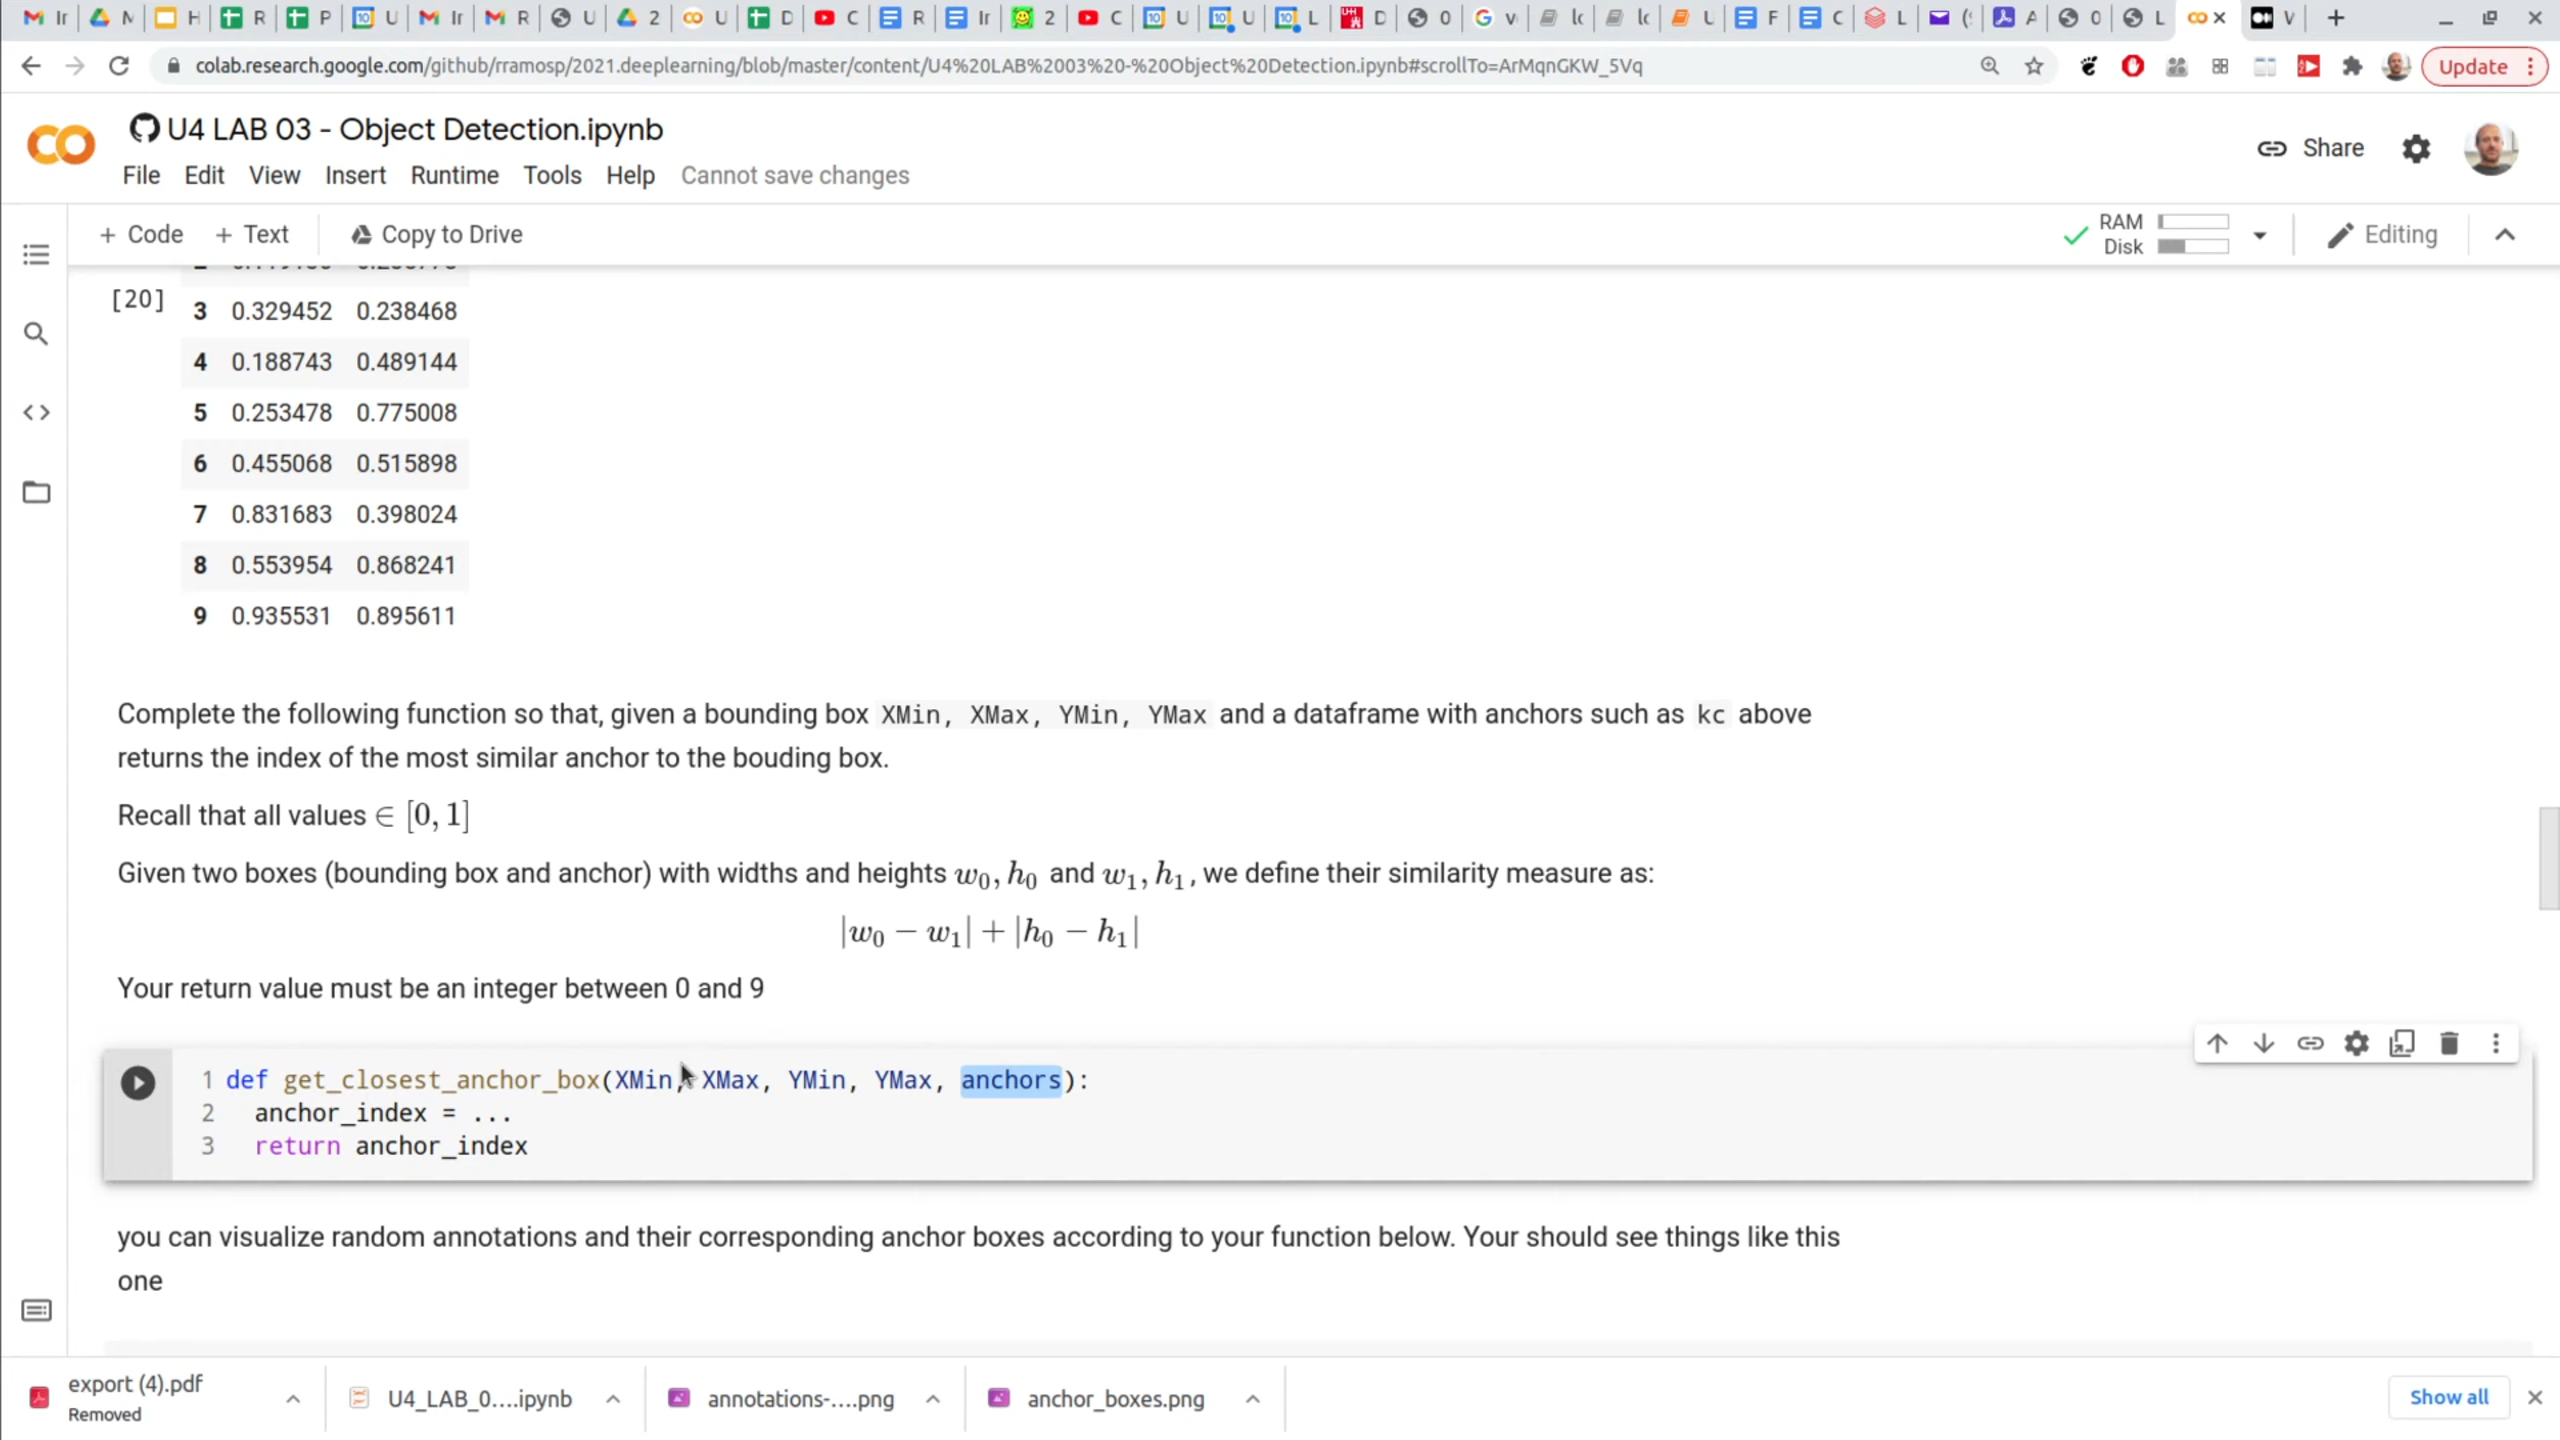 colab.research.google.com/github/rramosp/2021.deeplearning/blob/master/content/U4%20LAB%2003%20-%20Object%20Detection.ipynb#scrollTo=ArMqnGKW_5Vq
Update
U4 LAB 03 - Object Detection.ipynb
Share
File Edit View Insert Runtime Tools Help Cannot save changes
+ Code + Text Copy to Drive
RAM
Disk
Editing
[20]
3 0.329452 0.238468
4 0.188743 0.489144
5 0.253478 0.775008
6 0.455068 0.515898
7 0.831683 0.398024
8 0.553954 0.868241
9 0.935531 0.895611
Complete the following function so that, given a bounding box XMin, XMax, YMin, YMax and a dataframe with anchors such as kc above
returns the index of the most similar anchor to the bouding box.
Recall that all values ∈ [0, 1]
Given two boxes (bounding box and anchor) with widths and heights w₀, h₀ and w₁, h₁, we define their similarity measure as:
|w₀ − w₁| + |h₀ − h₁|
Your return value must be an integer between 0 and 9
1 def get_closest_anchor_box(XMin, XMax, YMin, YMax, anchors):
2 anchor_index = ...
3 return anchor_index
you can visualize random annotations and their corresponding anchor boxes according to your function below. Your should see things like this
one
export (4).pdf
Removed
U4_LAB_0....ipynb
annotations-....png
anchor_boxes.png
Show all